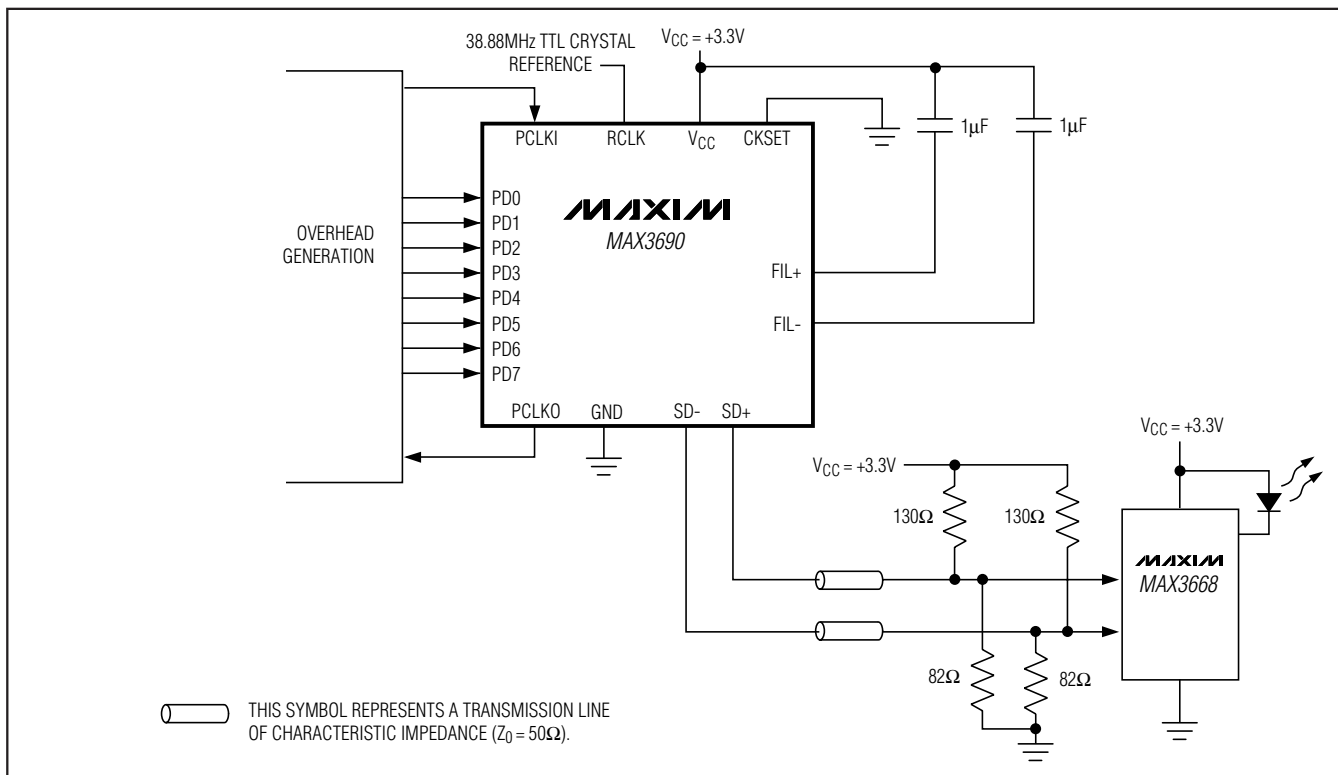 38.88MHz TTL CRYSTAL
REFERENCE
VCC = +3.3V
PCLKI
RCLK
VCC
CKSET
1µF
1µF
OVERHEAD
GENERATION
PD0
PD1
PD2
PD3
PD4
PD5
PD6
PD7
MAXIM
MAX3690
FIL+
FIL-
PCLKO
GND
SD-
SD+
VCC = +3.3V
VCC = +3.3V
130Ω
130Ω
MAXIM
MAX3668
82Ω
82Ω
THIS SYMBOL REPRESENTS A TRANSMISSION LINE
OF CHARACTERISTIC IMPEDANCE (Z0 = 50Ω).